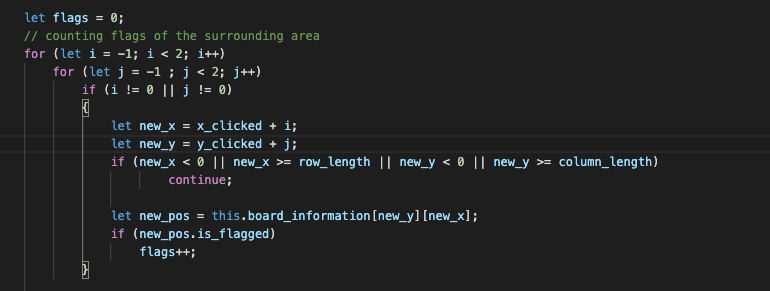 let flags = 0;
// counting flags of the surrounding area
for (let i = -1; i < 2; i++)
for (let j = -1 ; j < 2; j++)
if (i != 0 || j != 0)
{
let new_x = x_clicked + i;
let new_y = y_clicked + j;
if (new_x < 0 || new_x >= row_length || new_y < 0 || new_y >= column_length)
continue;
let new_pos = this.board_information[new_y][new_x];
if (new_pos.is_flagged)
flags++;
}